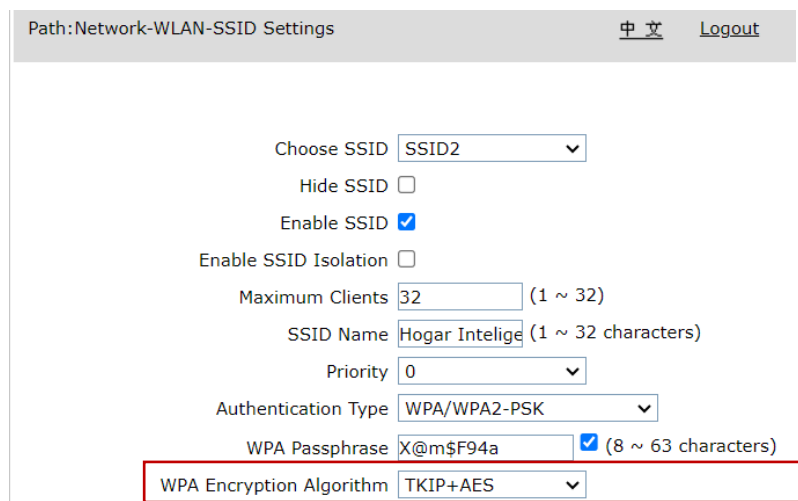 Path:Network-WLAN-SSID Settings 中 文 Logout
Choose SSID SSID2
Hide SSID
Enable SSID
Enable SSID Isolation
Maximum Clients 32 (1 ~ 32)
SSID Name Hogar Intelige (1 ~ 32 characters)
Priority 0
Authentication Type WPA/WPA2-PSK
WPA Passphrase X@m$F94a (8 ~ 63 characters)
WPA Encryption Algorithm TKIP+AES